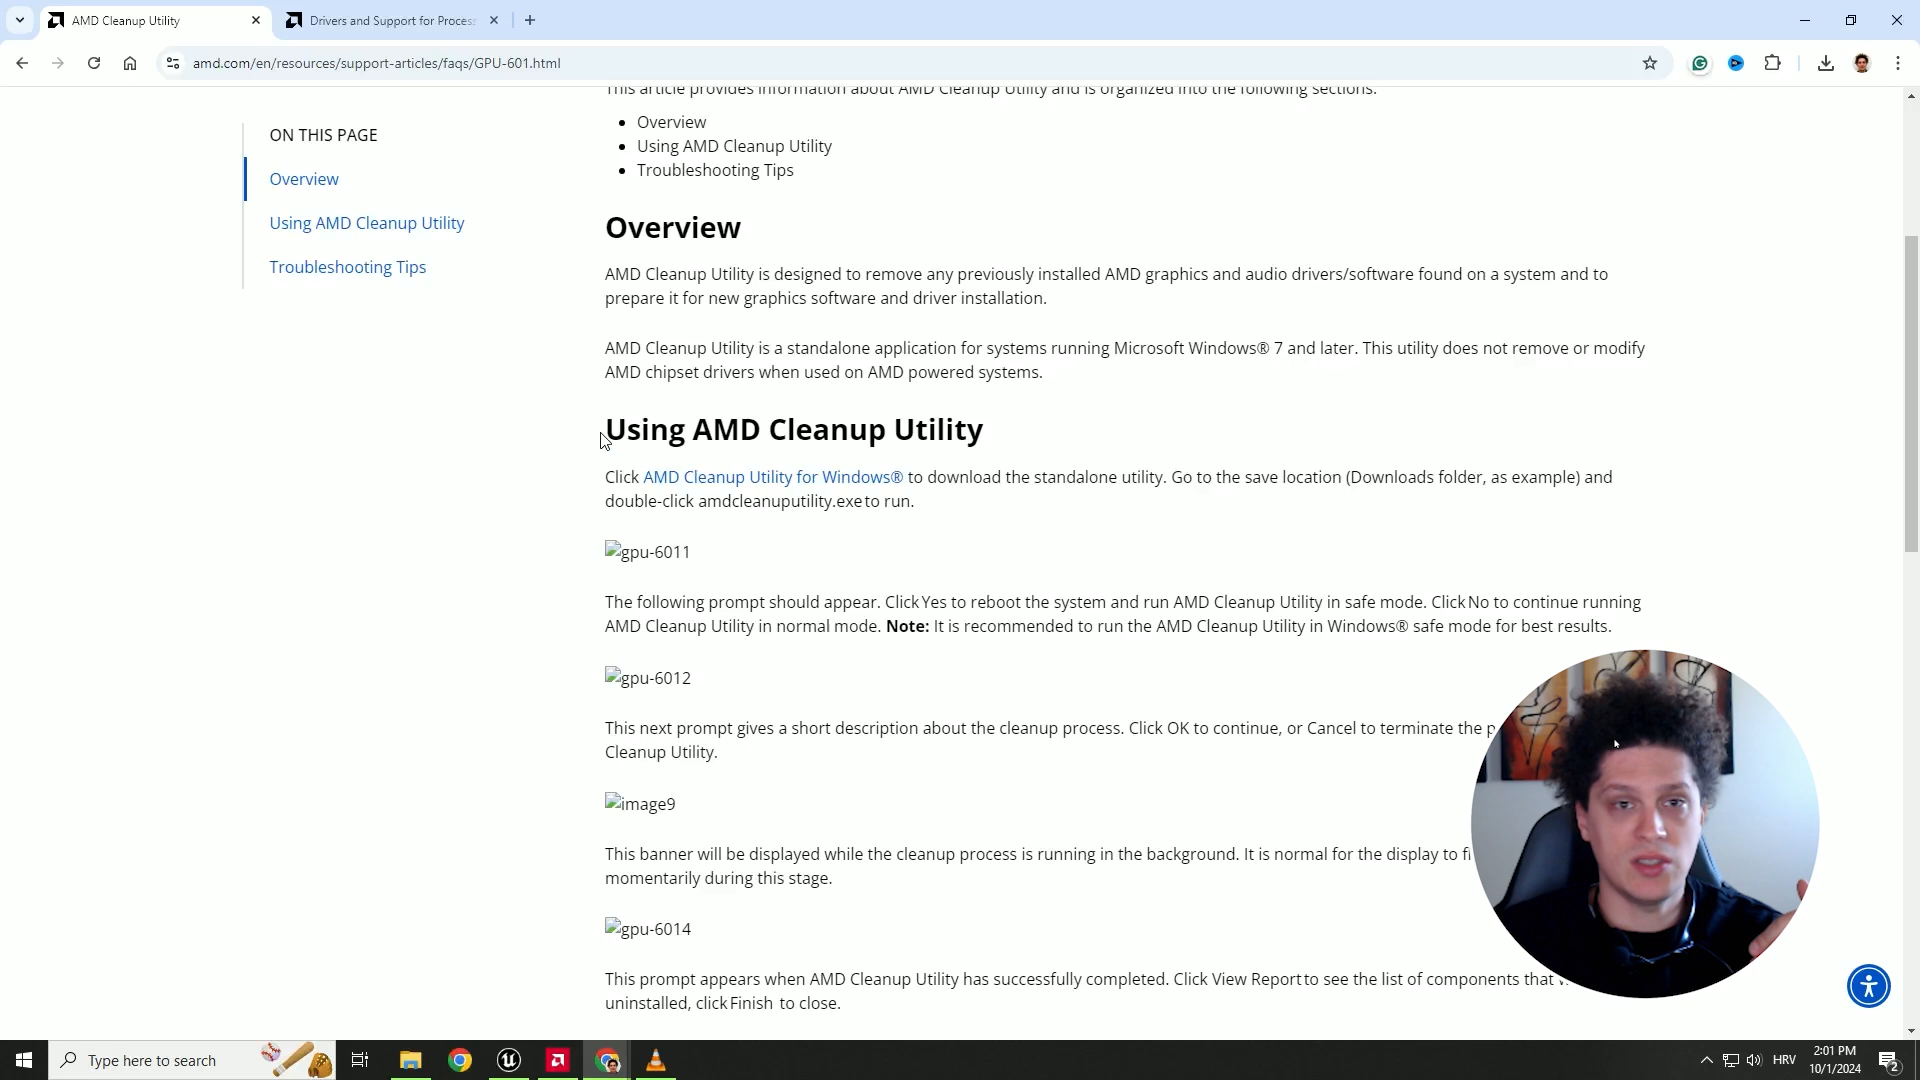 AMD Cleanup Utility
Drivers and Support for Process
amd.com/en/resources/support-articles/faqs/GPU-601.html
This article provides information about AMD Cleanup Utility and is organized into the following sections.
ON THIS PAGE
Overview
Using AMD Cleanup Utility
Troubleshooting Tips
Overview
Using AMD Cleanup Utility
Troubleshooting Tips
Overview
AMD Cleanup Utility is designed to remove any previously installed AMD graphics and audio drivers/software found on a system and to
prepare it for new graphics software and driver installation.
AMD Cleanup Utility is a standalone application for systems running Microsoft Windows® 7 and later. This utility does not remove or modify
AMD chipset drivers when used on AMD powered systems.
Using AMD Cleanup Utility
Click AMD Cleanup Utility for Windows® to download the standalone utility. Go to the save location (Downloads folder, as example) and
double-click amdcleanuputility.exe to run.
gpu-6011
The following prompt should appear. Click Yes to reboot the system and run AMD Cleanup Utility in safe mode. Click No to continue running
AMD Cleanup Utility in normal mode. Note: It is recommended to run the AMD Cleanup Utility in Windows® safe mode for best results.
gpu-6012
This next prompt gives a short description about the cleanup process. Click OK to continue, or Cancel to terminate the
Cleanup Utility.
image9
This banner will be displayed while the cleanup process is running in the background. It is normal for the display to
momentarily during this stage.
gpu-6014
This prompt appears when AMD Cleanup Utility has successfully completed. Click View Report to see the list of components that
uninstalled, click Finish to close.
Type here to search
HRV
2:01 PM
10/1/2024
2